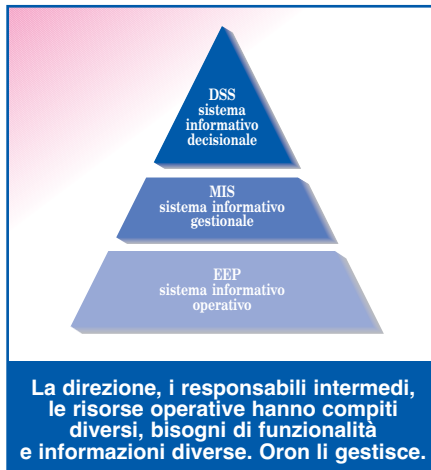 DSS
sistema
informativo
decisionale
MIS
sistema informativo
gestionale
EEP
sistema informativo
operativo
La direzione, i responsabili intermedi,
le risorse operative hanno compiti
diversi, bisogni di funzionalità
e informazioni diverse. Oron li gestisce.